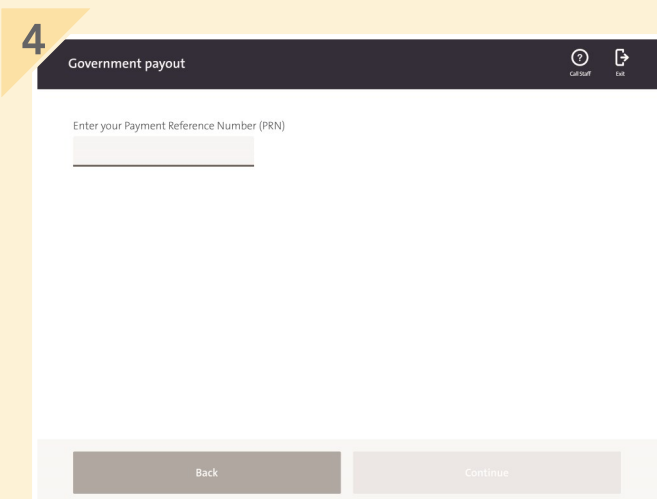 4
Government payout
Call Staff
Exit
Enter your Payment Reference Number (PRN)
Back
Continue